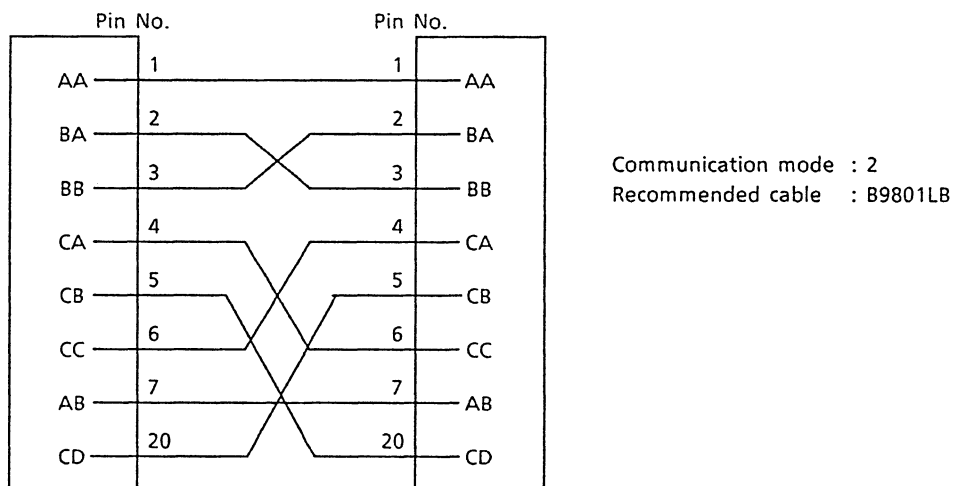 Pin No. Pin No.
AA 1 1 AA
BA 2 2 BA
BB 3 3 BB
CA 4 4 CA
CB 5 5 CB
CC 6 6 CC
AB 7 7 AB
CD 20 20 CD
Communication mode : 2
Recommended cable : B9801LB